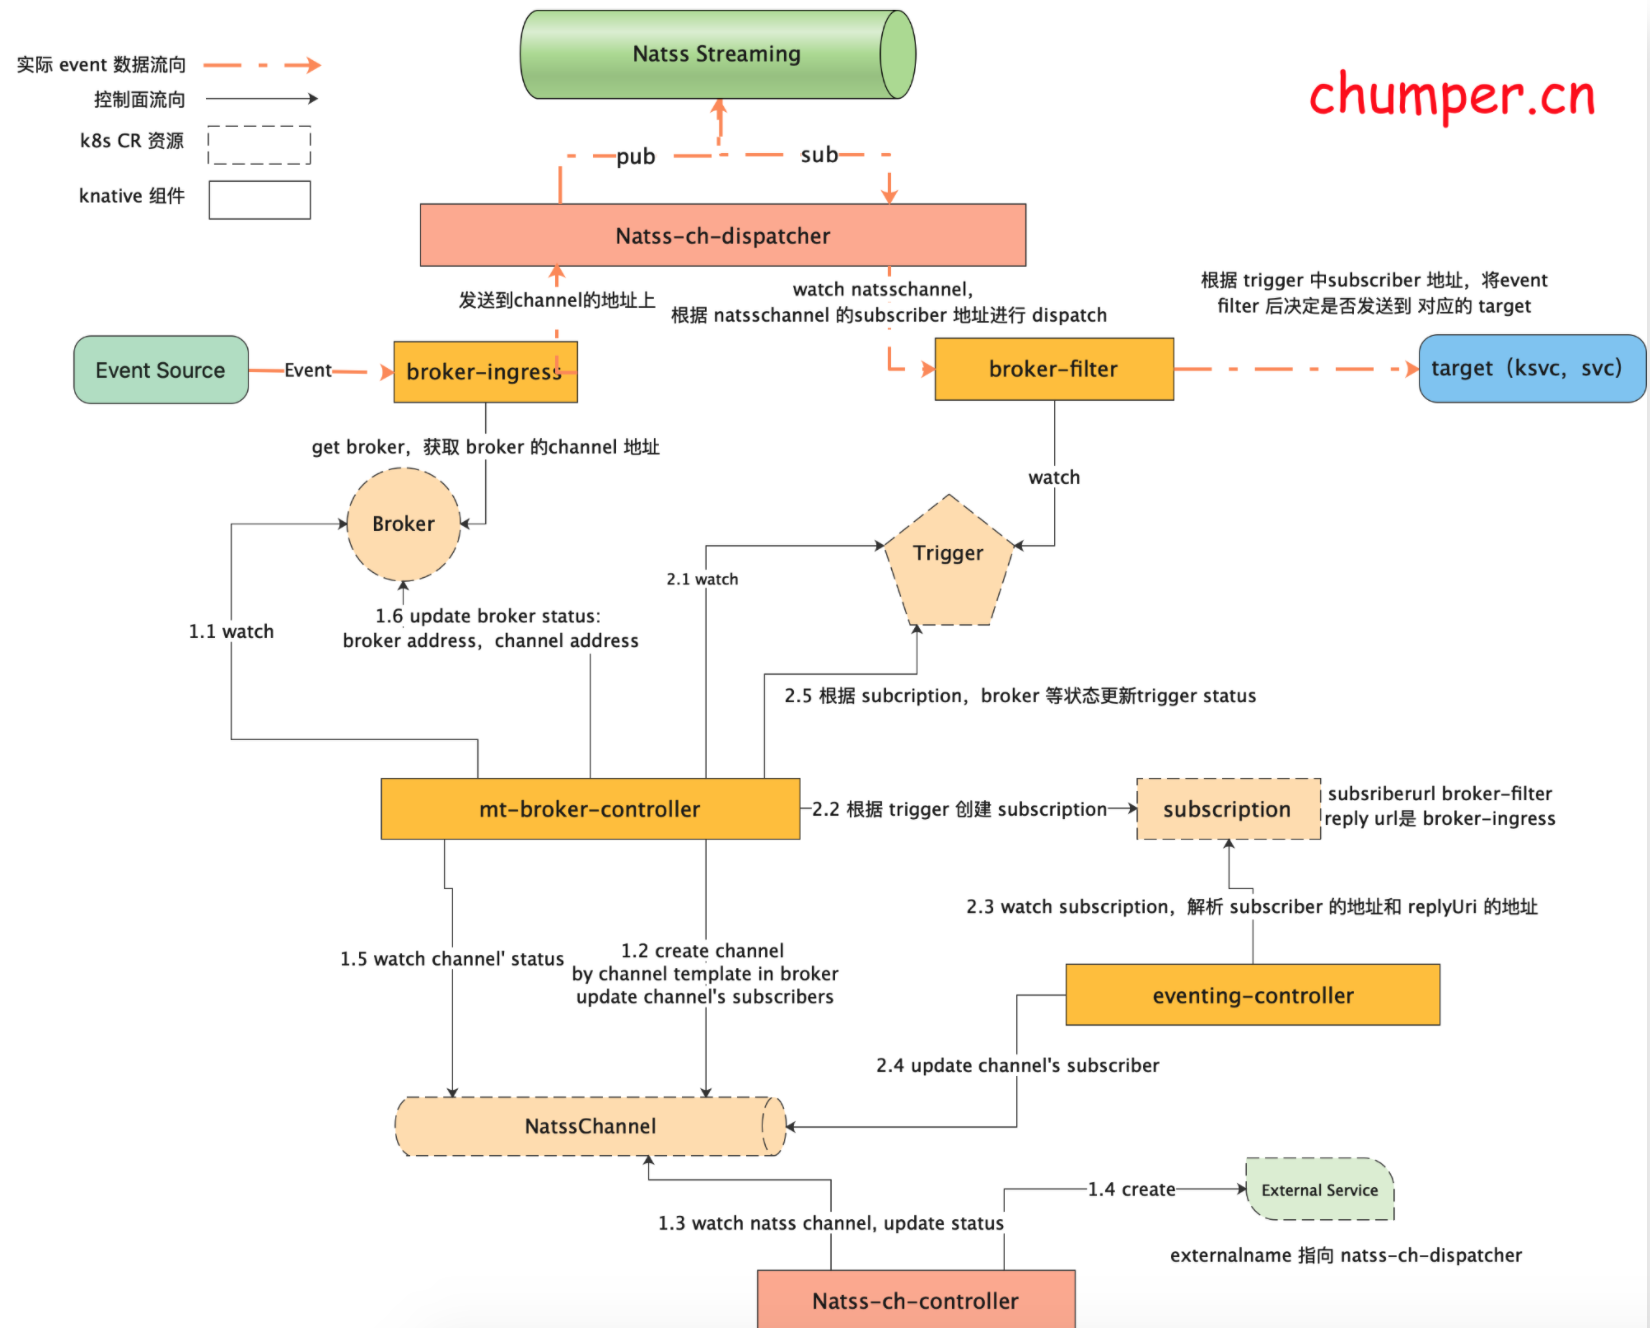 Natss Streaming
chumper.cn
实际 event 数据流向
控制面流向
k8s CR 资源
knative 组件
pub
sub
Natss-ch-dispatcher
发送到channel的地址上
watch natsschannel,
根据 natsschannel 的subscriber 地址进行 dispatch
根据 trigger 中subscriber 地址，将event
filter 后决定是否发送到 对应的 target
Event Source
Event
broker-ingress
broker-filter
target（ksvc，svc）
get broker，获取 broker 的channel 地址
watch
Broker
Trigger
2.1 watch
1.6 update broker status:
broker address，channel address
1.1 watch
2.5 根据 subcription，broker 等状态更新trigger status
mt-broker-controller
2.2 根据 trigger 创建 subscription
subscription
subsriberurl broker-filter
reply url是 broker-ingress
2.3 watch subscription，解析 subscriber 的地址和 replyUri 的地址
1.5 watch channel' status
1.2 create channel
by channel template in broker
update channel's subscribers
eventing-controller
2.4 update channel's subscriber
NatssChannel
1.4 create
External Service
1.3 watch natss channel, update status
externalname 指向 natss-ch-dispatcher
Natss-ch-controller